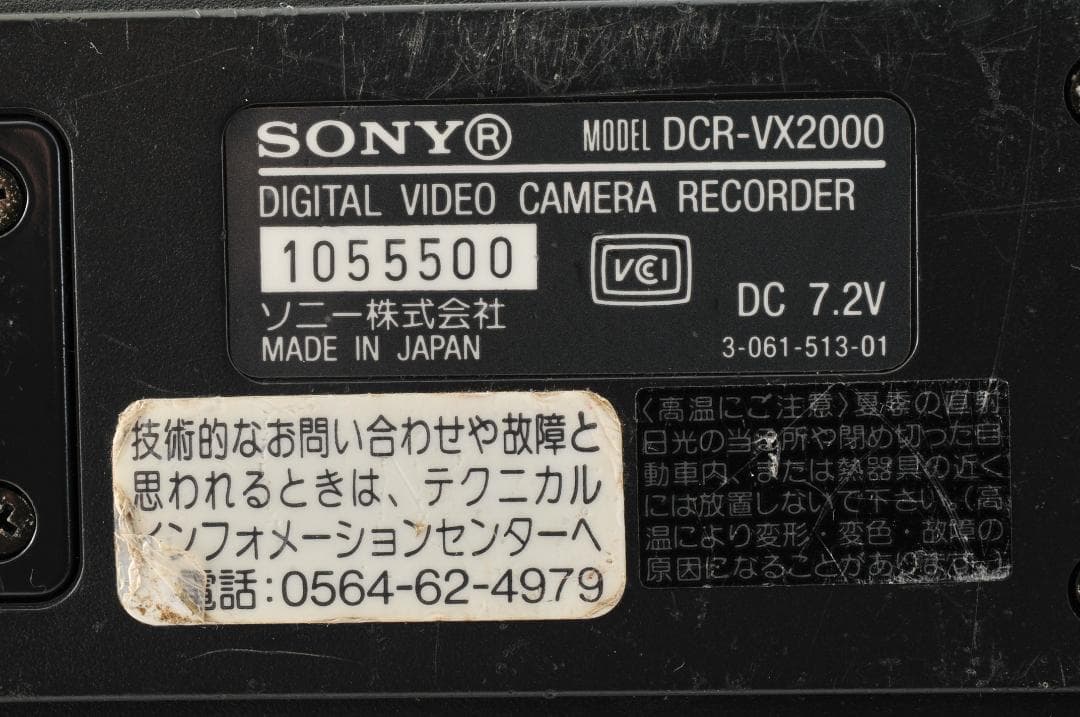 SONY® MODEL DCR-VX2000
DIGITAL VIDEO CAMERA RECORDER
1055500
VCCI
DC 7.2V
ソニー株式会社
MADE IN JAPAN 3-061-513-01
技術的なお問い合わせや故障と
思われるときは、テクニカル
インフォメーションセンターへ
電話:0564-62-4979
〈高温にご注意〉夏季の直射
日光の当る所や閉め切った自
動車内、または熱器具の近く
には放置しないで下さい。(高
温により変形・変色・故障の
原因になることがあります。)